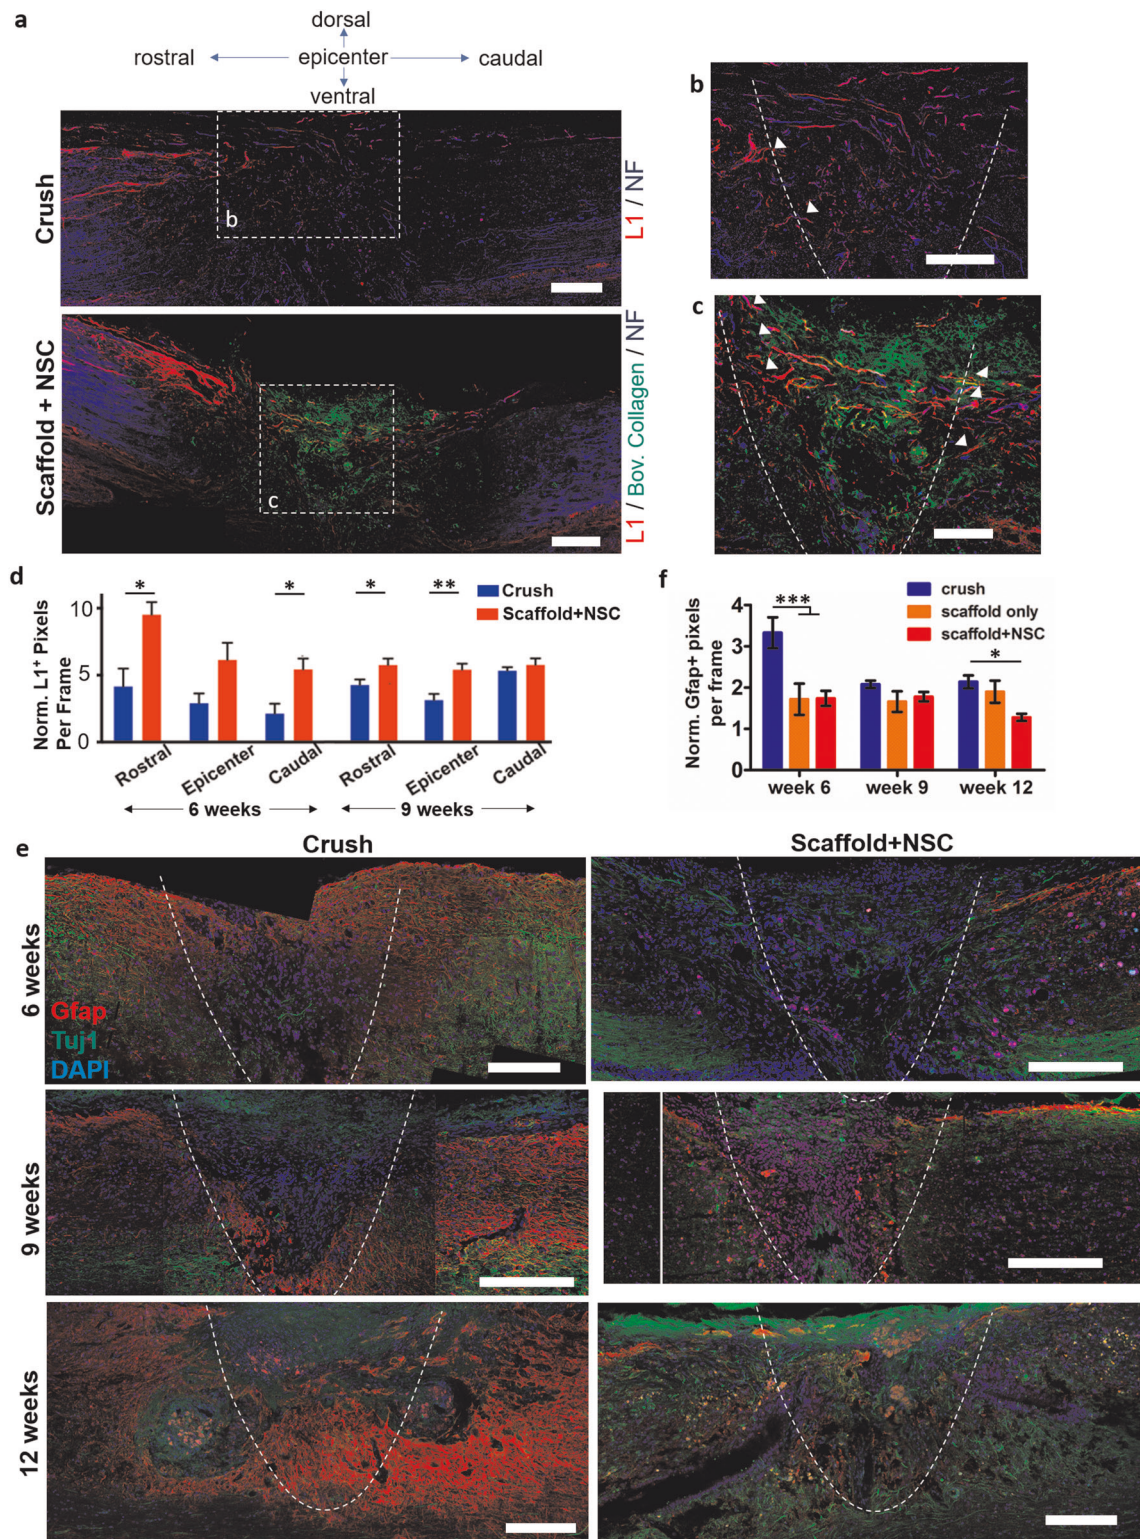 a
dorsal
rostral
epicenter
caudal
ventral
Crush
b
L1 / NF
Scaffold + NSC
c
L1 / Bov. Collagen / NF
b
c
d
Norm. L1+ Pixels
Per Frame
10
5
0
*
*
*
**
Crush
Scaffold+NSC
Rostral
Epicenter
Caudal
Rostral
Epicenter
Caudal
6 weeks
9 weeks
f
Norm. Gfap+ pixels
per frame
4
3
2
1
0
***
*
crush
scaffold only
scaffold+NSC
week 6
week 9
week 12
e
Crush
Scaffold+NSC
6 weeks
Gfap
Tuj1
DAPI
9 weeks
12 weeks